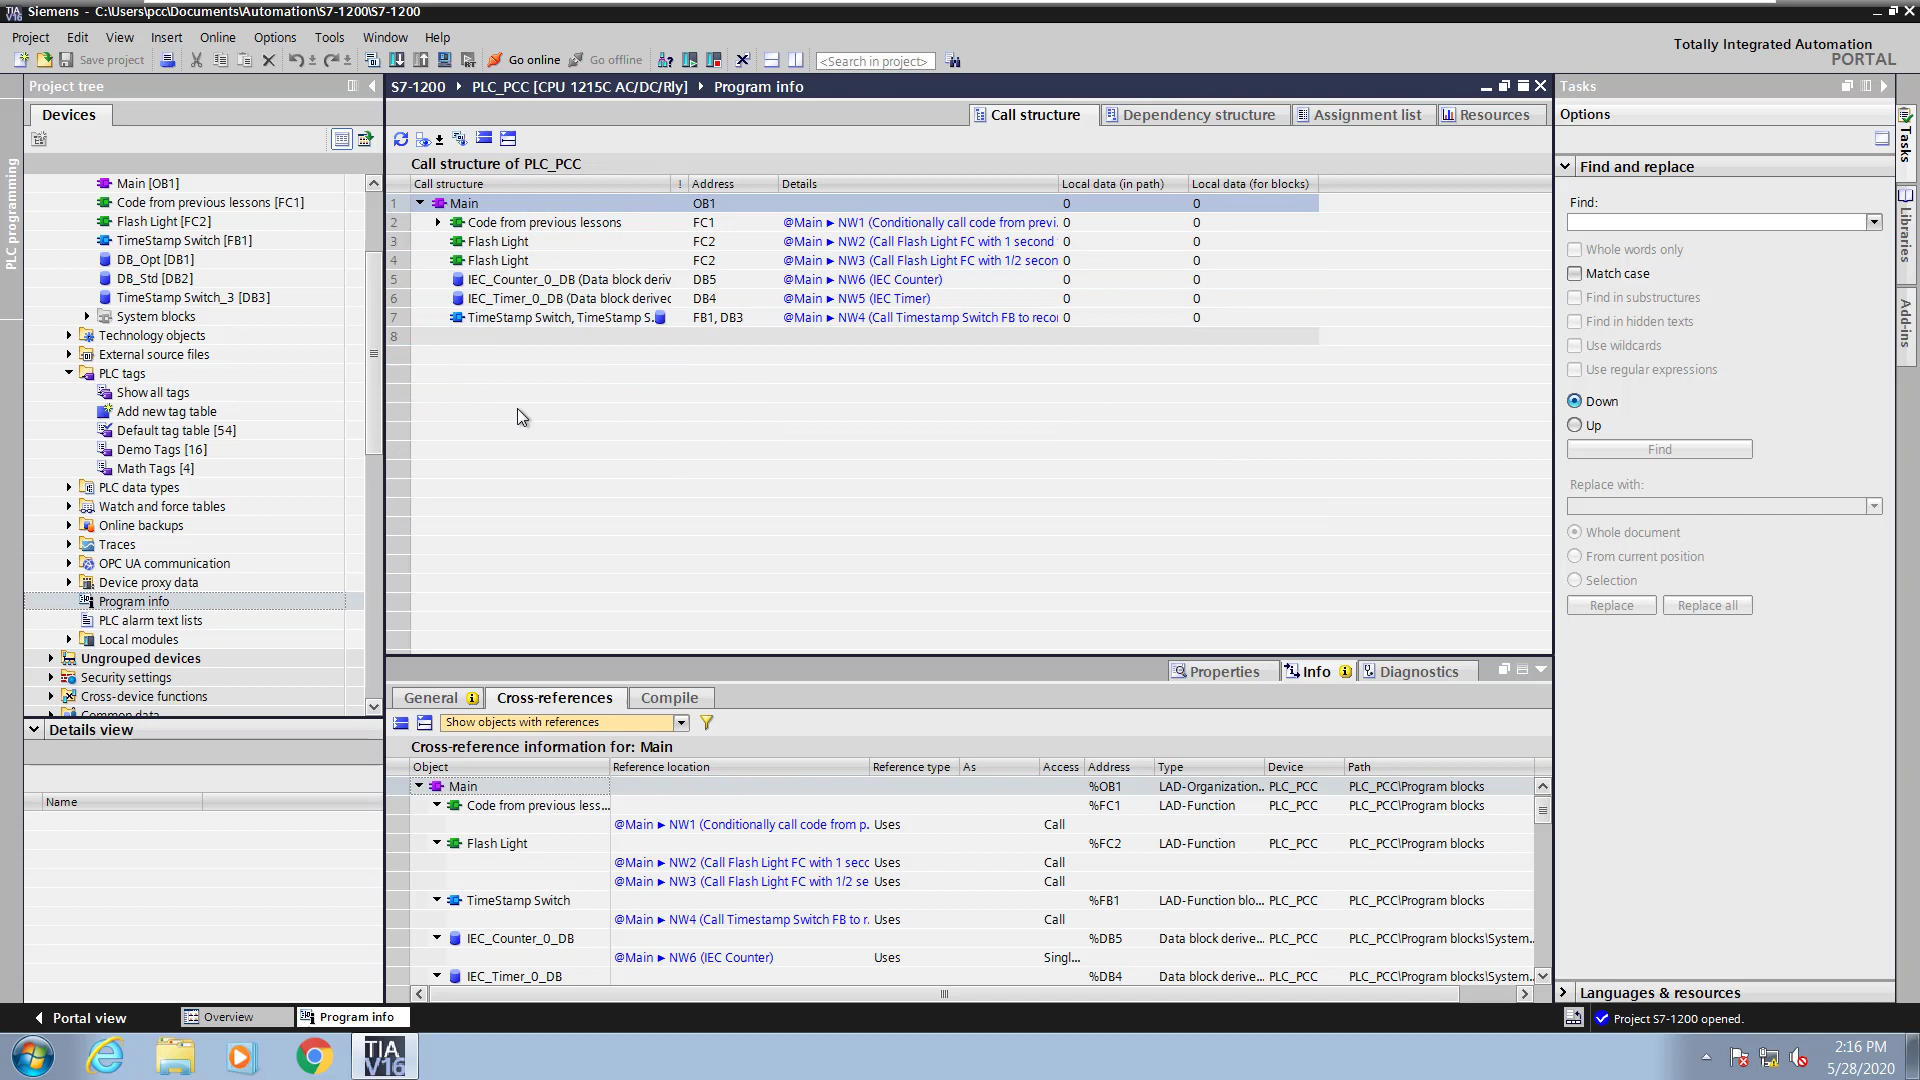 Siemens - C:\Users\pcc\Documents\Automation\S7-1200\S7-1200
Project Edit View Insert Online Options Tools Window Help
Totally Integrated Automation
PORTAL
Save project
Go online
Go offline
<Search in project>
Project tree
Devices
PLC programming
Main [OB1]
Code from previous lessons [FC1]
Flash Light [FC2]
TimeStamp Switch [FB1]
DB_Opt [DB1]
DB_Std [DB2]
TimeStamp Switch_3 [DB3]
System blocks
Technology objects
External source files
PLC tags
Show all tags
Add new tag table
Default tag table [54]
Demo Tags [16]
Math Tags [4]
PLC data types
Watch and force tables
Online backups
Traces
OPC UA communication
Device proxy data
Program info
PLC alarm text lists
Local modules
Ungrouped devices
Security settings
Cross-device functions
Common data
Details view
Name
S7-1200 PLC_PCC [CPU 1215C AC/DC/Rly] Program info
Call structure Dependency structure Assignment list Resources
Call structure of PLC_PCC
Call structure ! Address Details Local data (in path) Local data (for blocks)
1 Main OB1 0 0
2 Code from previous lessons FC1 @Main ▶ NW1 (Conditionally call code from previ. 0 0
3 Flash Light FC2 @Main ▶ NW2 (Call Flash Light FC with 1 second 0 0
4 Flash Light FC2 @Main ▶ NW3 (Call Flash Light FC with 1/2 secon 0 0
5 IEC_Counter_0_DB (Data block deriv DB5 @Main ▶ NW6 (IEC Counter) 0 0
6 IEC_Timer_0_DB (Data block derived DB4 @Main ▶ NW5 (IEC Timer) 0 0
7 TimeStamp Switch, TimeStamp S. FB1, DB3 @Main ▶ NW4 (Call Timestamp Switch FB to recor 0 0
8
Properties Info Diagnostics
General Cross-references Compile
Show objects with references
Cross-reference information for: Main
Object Reference location Reference type As Access Address Type Device Path
Main %OB1 LAD-Organization... PLC_PCC PLC_PCC\Program blocks
Code from previous less... %FC1 LAD-Function PLC_PCC PLC_PCC\Program blocks
@Main ▶ NW1 (Conditionally call code from p. Uses Call
Flash Light %FC2 LAD-Function PLC_PCC PLC_PCC\Program blocks
@Main ▶ NW2 (Call Flash Light FC with 1 secc Uses Call
@Main ▶ NW3 (Call Flash Light FC with 1/2 se Uses Call
TimeStamp Switch %FB1 LAD-Function blo... PLC_PCC PLC_PCC\Program blocks
@Main ▶ NW4 (Call Timestamp Switch FB to r. Uses Call
IEC_Counter_0_DB %DB5 Data block derive... PLC_PCC PLC_PCC\Program blocks\System...
@Main ▶ NW6 (IEC Counter) Uses Singl...
IEC_Timer_0_DB %DB4 Data block derive... PLC_PCC PLC_PCC\Program blocks\System...
Tasks
Options
Find and replace
Find:
Whole words only
Match case
Find in substructures
Find in hidden texts
Use wildcards
Use regular expressions
Down
Up
Find
Replace with:
Whole document
From current position
Selection
Replace Replace all
Languages & resources
Tasks
Libraries
Add-ins
Portal view Overview Program info
Project S7-1200 opened.
TIA
V16
2:16 PM
5/28/2020